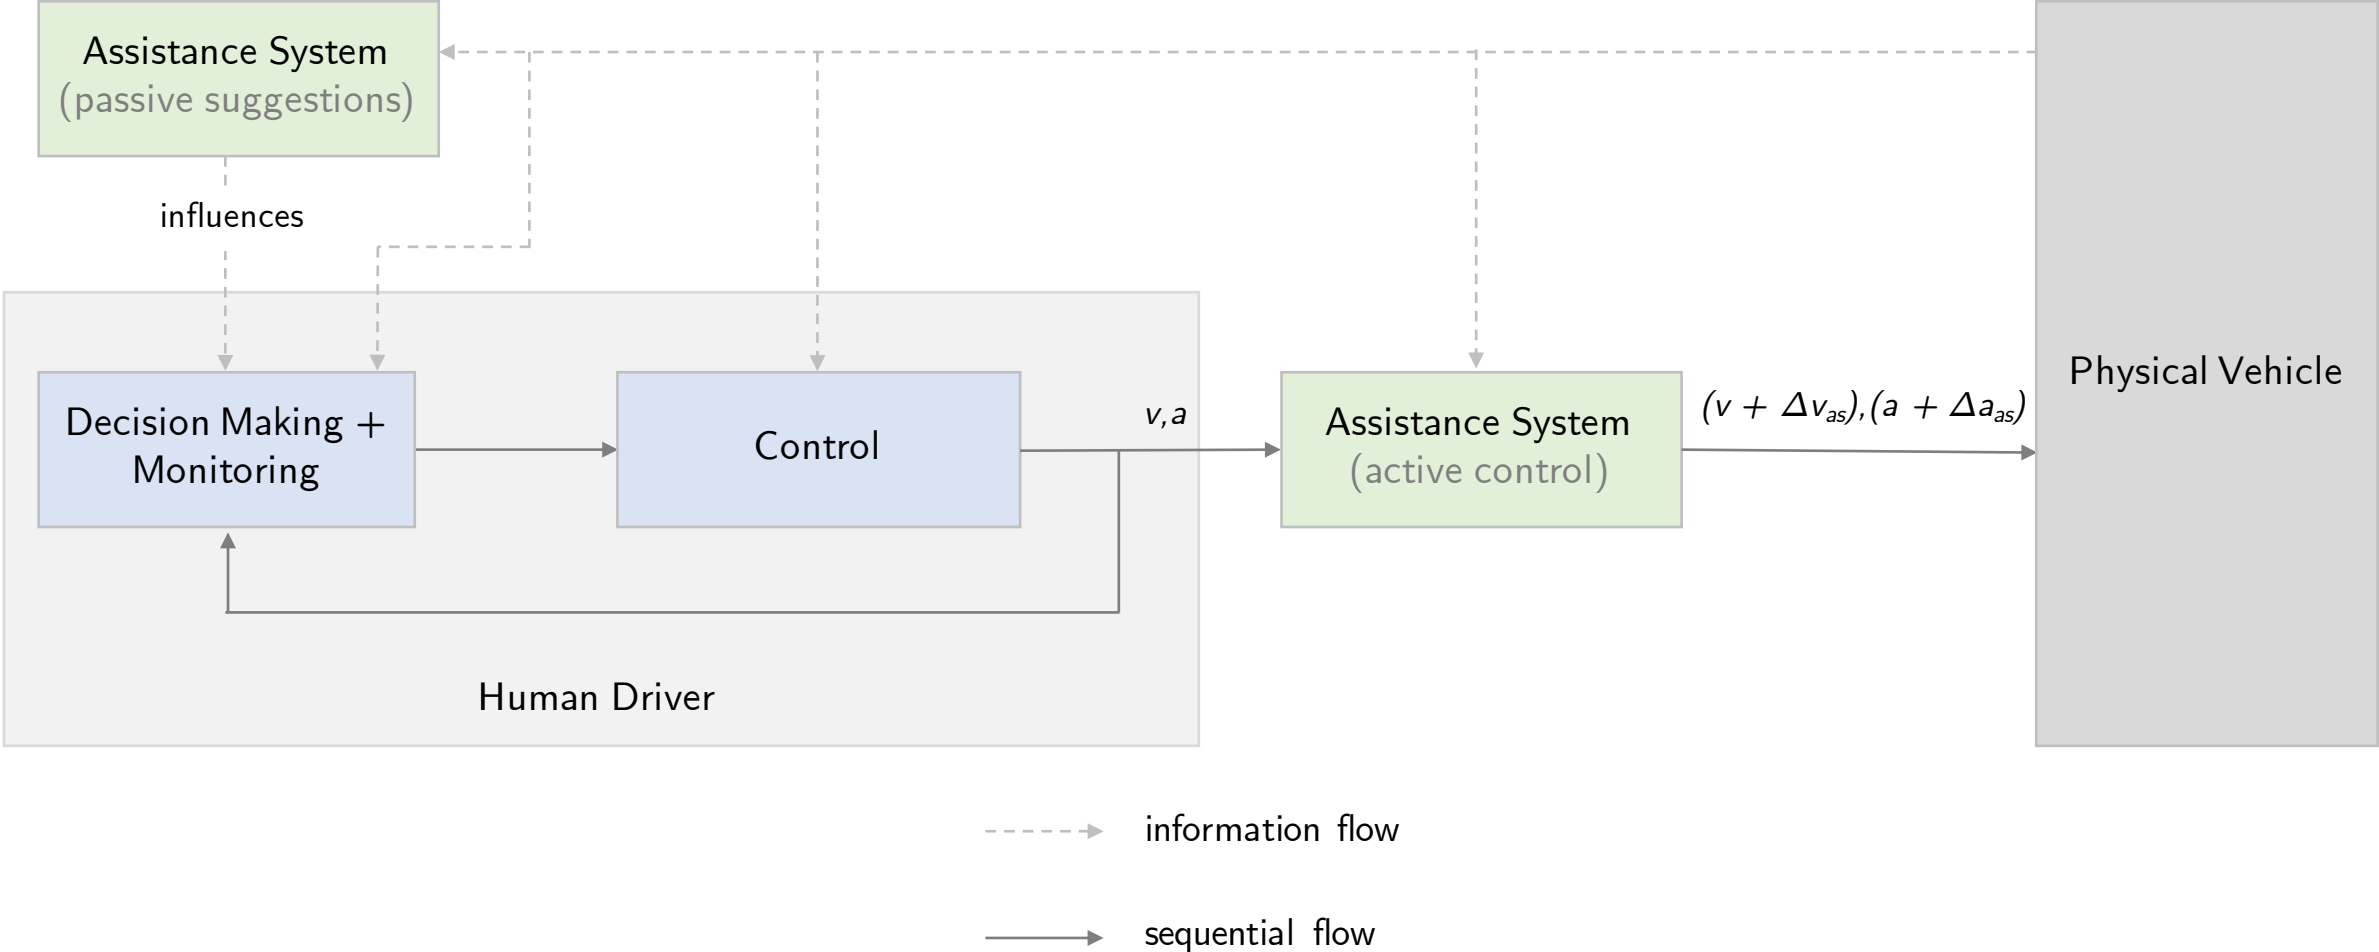 Assistance System
(passive suggestions)
influences
Decision Making +
Monitoring
Control
v,a
Assistance System
(active control)
(v + Δvas),(a + Δaas)
Physical Vehicle
Human Driver
information flow
sequential flow